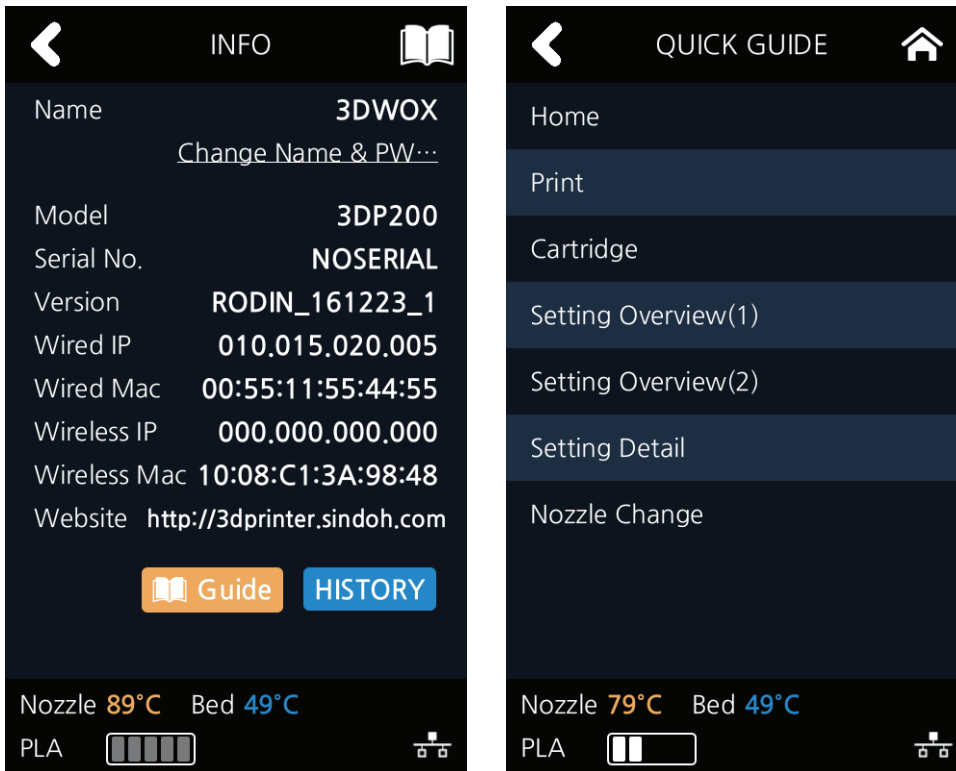 INFO
Name 3DWOX
Change Name & PW…
Model 3DP200
Serial No. NOSERIAL
Version RODIN_161223_1
Wired IP 010.015.020.005
Wired Mac 00:55:11:55:44:55
Wireless IP 000.000.000.000
Wireless Mac 10:08:C1:3A:98:48
Website http://3dprinter.sindoh.com
Guide HISTORY
Nozzle 89°C Bed 49°C
PLA
QUICK GUIDE
Home
Print
Cartridge
Setting Overview(1)
Setting Overview(2)
Setting Detail
Nozzle Change
Nozzle 79°C Bed 49°C
PLA